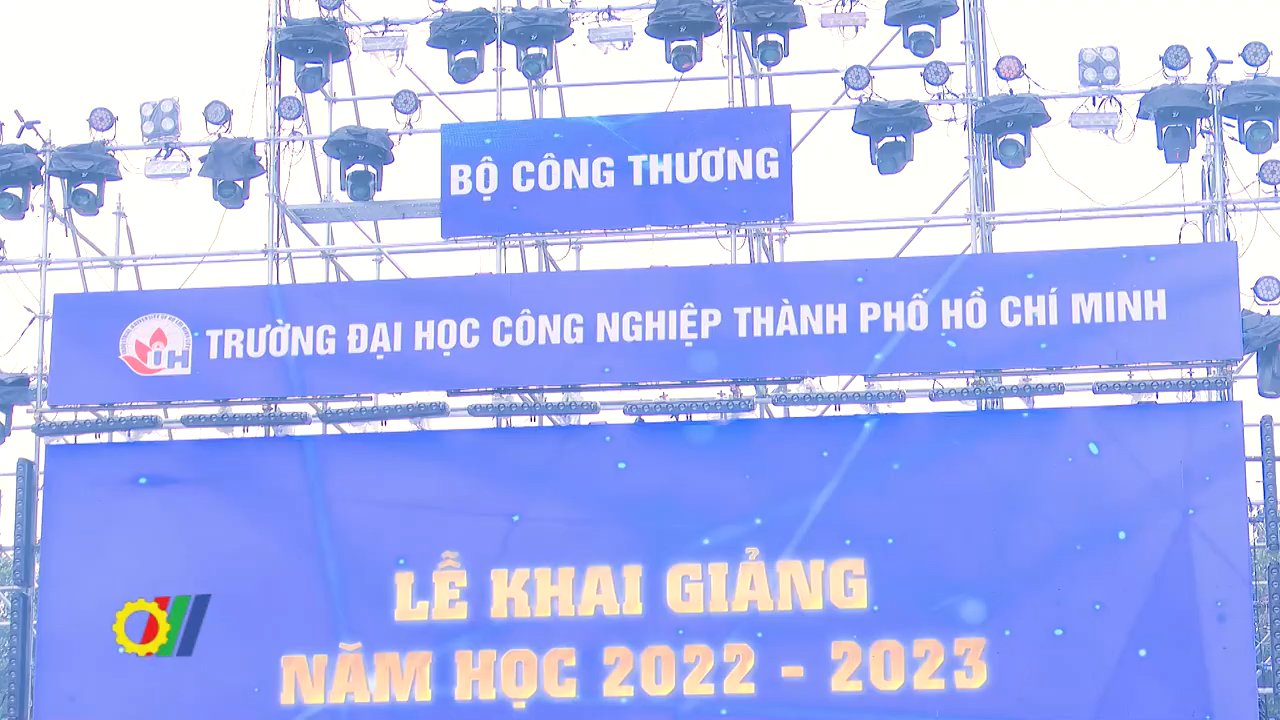 BỘ CÔNG THƯƠNG
TRƯỜNG ĐẠI HỌC CÔNG NGHIỆP THÀNH PHỐ HỒ CHÍ MINH
LỄ KHAI GIẢNG
NĂM HỌC 2022 - 2023